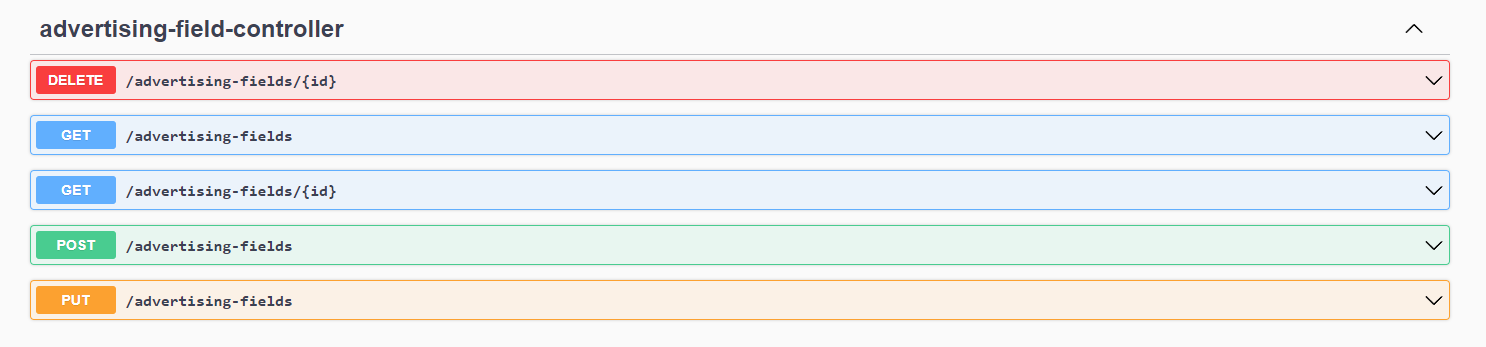 advertising-field-controller
DELETE /advertising-fields/{id}
GET /advertising-fields
GET /advertising-fields/{id}
POST /advertising-fields
PUT /advertising-fields